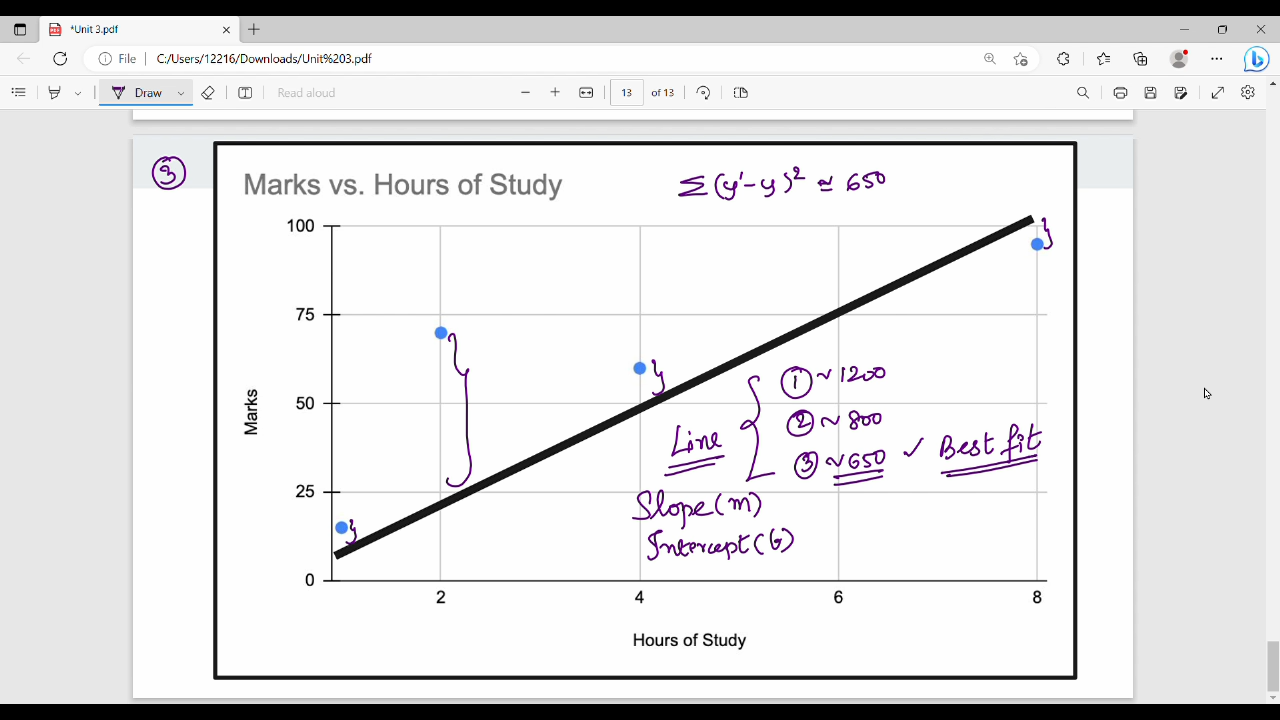 *Unit 3.pdf
File
C:/Users/12216/Downloads/Unit%203.pdf
Draw
Read aloud
13 of 13
3
Marks vs. Hours of Study
Σ(y'-y)² ≃ 650
100
75
50
25
0
Marks
Line
1 ~ 1200
2 ~ 800
3 ~ 650 ✓ Best fit
Slope(m)
Intercept(b)
2 4 6 8
Hours of Study